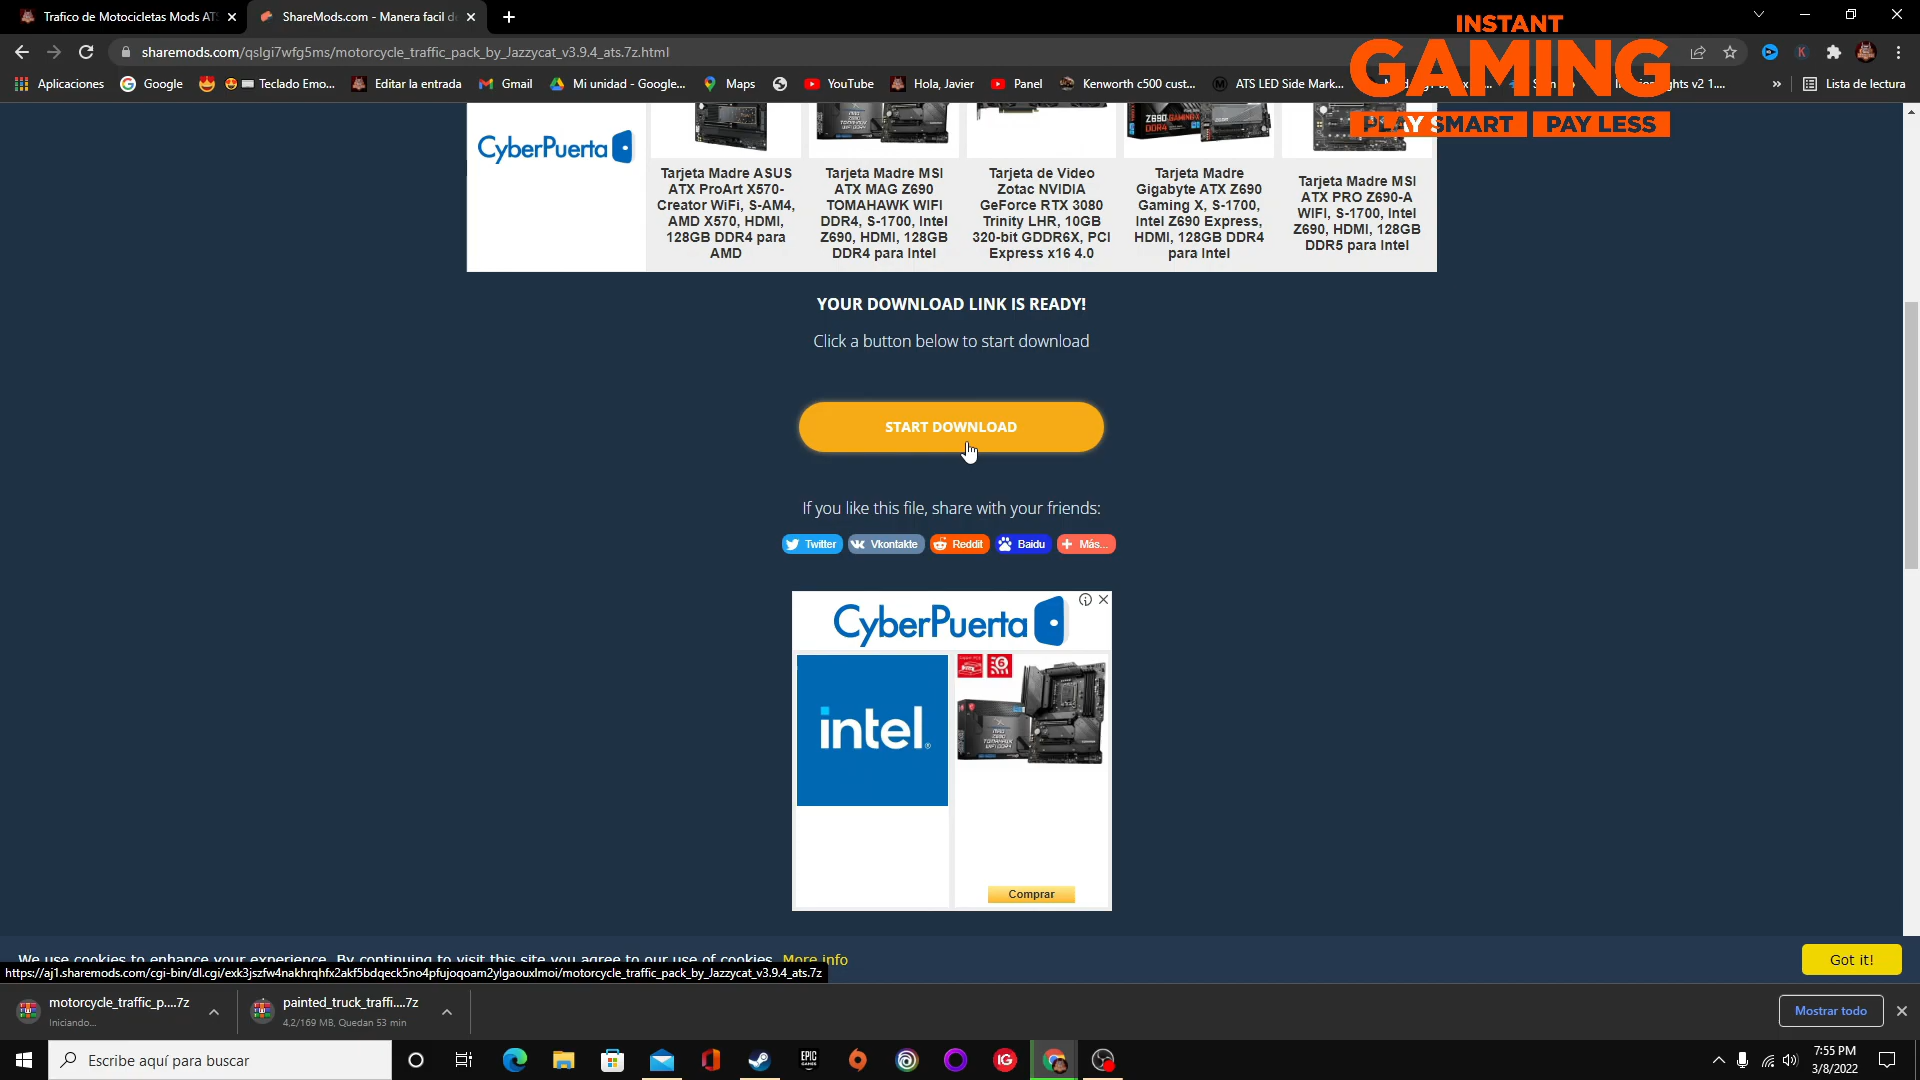 Trafico de Motocicletas Mods ATS
ShareMods.com - Manera facil d
sharemods.com/qslgi7wfg5ms/motorcycle_traffic_pack_by_Jazzycat_v3.9.4_ats.7z.html
INSTANT
GAMING
PLAY SMART PAY LESS
Aplicaciones Google Teclado Emo... Editar la entrada Gmail Mi unidad - Google... Maps YouTube Hola, Javier Panel Kenworth c500 cust... ATS LED Side Mark... Lista de lectura
CyberPuerta
Tarjeta Madre ASUS
ATX ProArt X570-
Creator WiFi, S-AM4,
AMD X570, HDMI,
128GB DDR4 para
AMD
Tarjeta Madre MSI
ATX MAG Z690
TOMAHAWK WIFI
DDR4, S-1700, Intel
Z690, HDMI, 128GB
DDR4 para Intel
Tarjeta de Video
Zotac NVIDIA
GeForce RTX 3080
Trinity LHR, 10GB
320-bit GDDR6X, PCI
Express x16 4.0
Tarjeta Madre
Gigabyte ATX Z690
Gaming X, S-1700,
Intel Z690 Express,
HDMI, 128GB DDR4
para Intel
Tarjeta Madre MSI
ATX PRO Z690-A
WIFI, S-1700, Intel
Z690, HDMI, 128GB
DDR5 para Intel
YOUR DOWNLOAD LINK IS READY!
Click a button below to start download
START DOWNLOAD
If you like this file, share with your friends:
Twitter Vkontakte Reddit Baidu Más...
CyberPuerta
intel.
Comprar
We use cookies to enhance your experience. By continuing to visit this site you agree to our use of cookies. More info
Got it!
https://aj1.sharemods.com/cgi-bin/dl.cgi/exk3jszfw4nakhrqhfx2akf5bdqeck5no4pfujoqoam2ylgaouxlmoi/motorcycle_traffic_pack_by_Jazzycat_v3.9.4_ats.7z
motorcycle_traffic_p....7z
Iniciando...
painted_truck_traffi....7z
4,2/169 MB, Quedan 53 min
Mostrar todo
Escribe aquí para buscar
EPIC
GAMES
IG
7:55 PM
3/8/2022